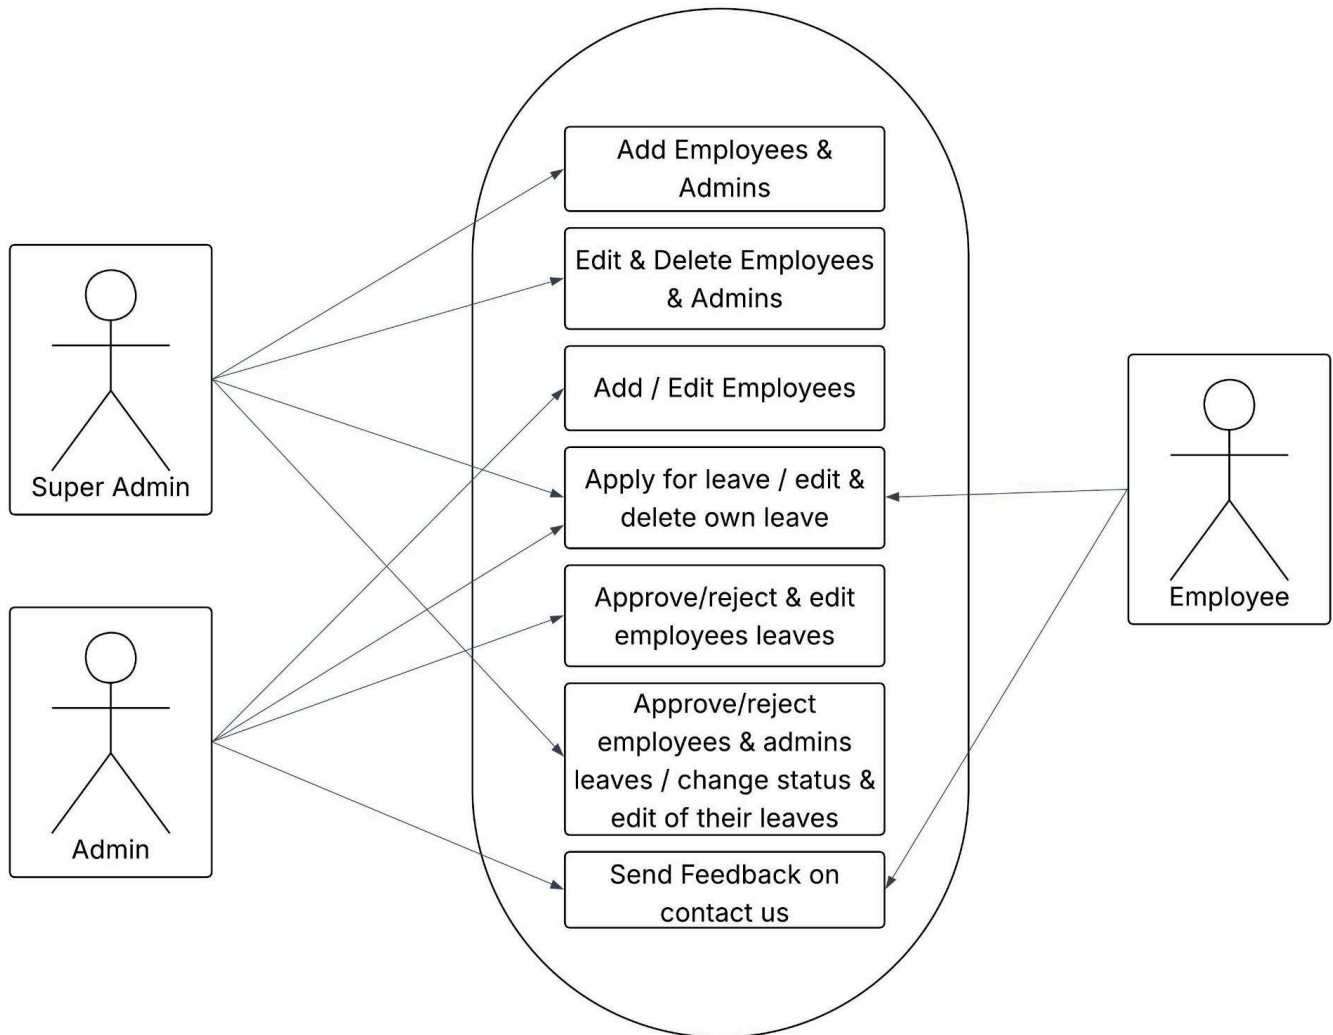 Add Employees &
Admins
Edit & Delete Employees
& Admins
Add / Edit Employees
Apply for leave / edit &
delete own leave
Approve/reject & edit
employees leaves
Approve/reject
employees & admins
leaves / change status &
edit of their leaves
Send Feedback on
contact us
Super Admin
Admin
Employee